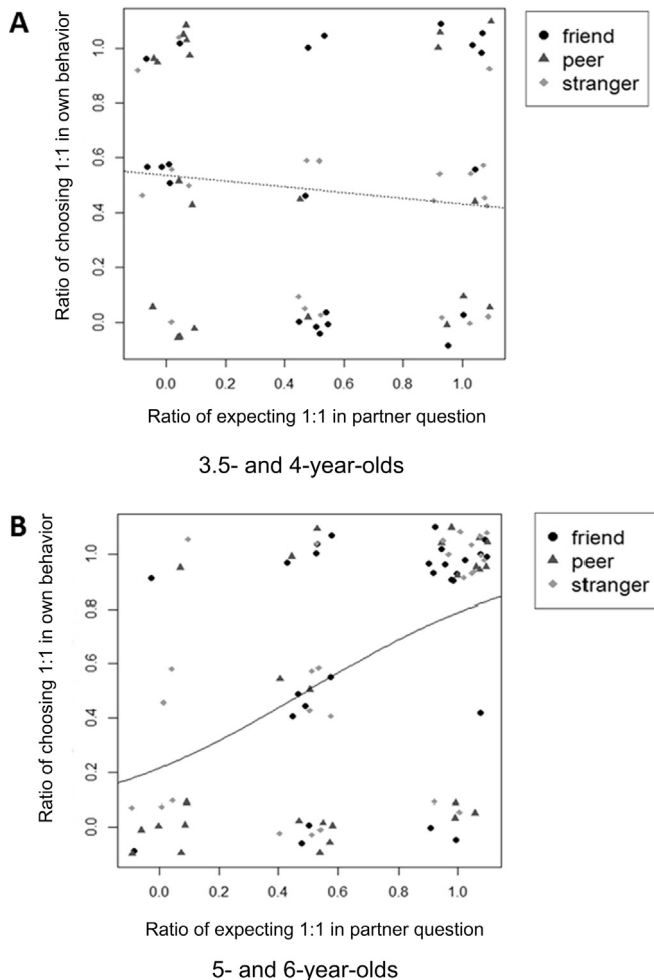 A
friend
peer
stranger
Ratio of choosing 1:1 in own behavior
1.0
0.8
0.6
0.4
0.2
0.0
0.0 0.2 0.4 0.6 0.8 1.0
Ratio of expecting 1:1 in partner question
3.5- and 4-year-olds
B
friend
peer
stranger
Ratio of choosing 1:1 in own behavior
1.0
0.8
0.6
0.4
0.2
0.0
0.0 0.2 0.4 0.6 0.8 1.0
Ratio of expecting 1:1 in partner question
5- and 6-year-olds